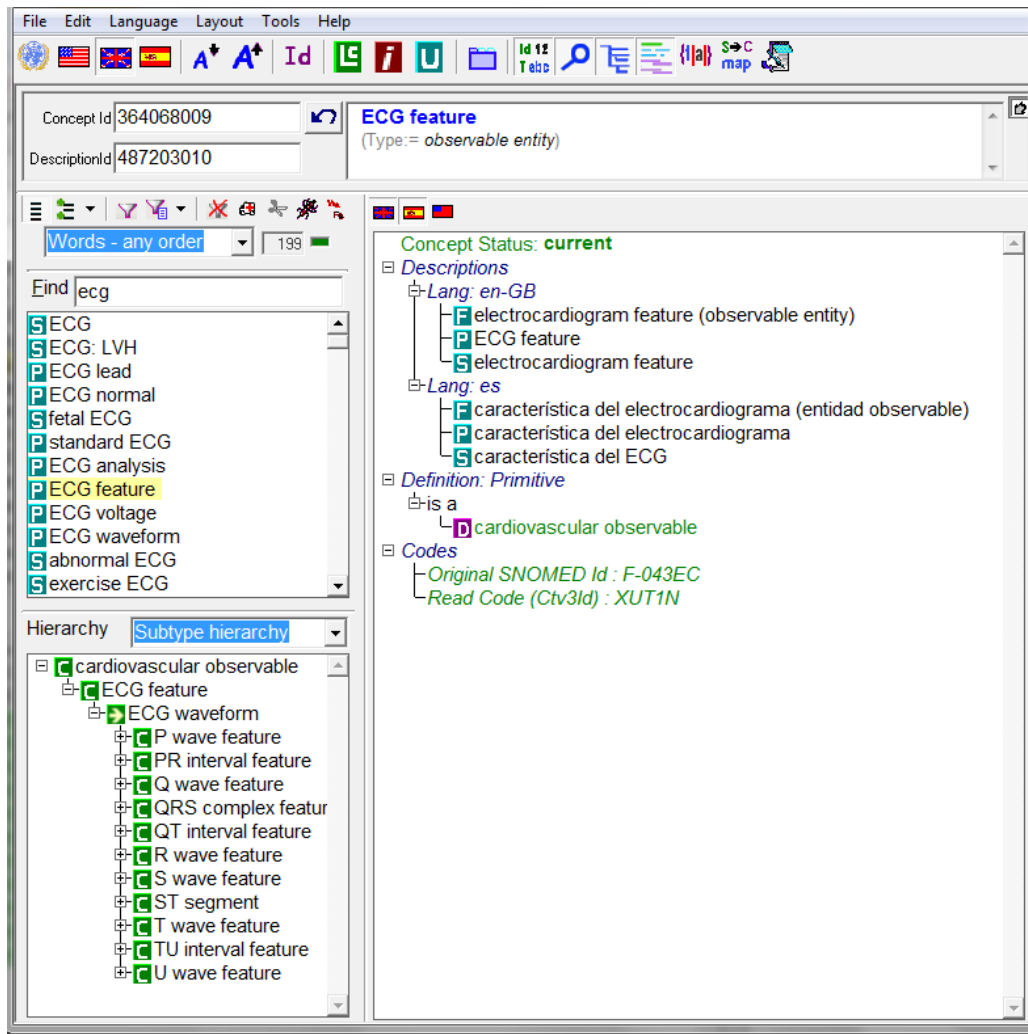 File Edit Language Layout Tools Help
A A Id LS i U Id 12 Tabc {||a|} S→C map
Concept Id 364068009
DescriptionId 487203010
ECG feature
(Type:= observable entity)
Words - any order 199
Find ecg
S ECG
S ECG: LVH
P ECG lead
P ECG normal
S fetal ECG
P standard ECG
P ECG analysis
P ECG feature
P ECG voltage
P ECG waveform
S abnormal ECG
S exercise ECG
Hierarchy Subtype hierarchy
C cardiovascular observable
C ECG feature
ECG waveform
C P wave feature
C PR interval feature
C Q wave feature
C QRS complex featur
C QT interval feature
C R wave feature
C S wave feature
C ST segment
C T wave feature
C TU interval feature
C U wave feature
Concept Status: current
Descriptions
Lang: en-GB
F electrocardiogram feature (observable entity)
P ECG feature
S electrocardiogram feature
Lang: es
F característica del electrocardiograma (entidad observable)
P característica del electrocardiograma
S característica del ECG
Definition: Primitive
is a
D cardiovascular observable
Codes
Original SNOMED Id : F-043EC
Read Code (Ctv3Id) : XUT1N